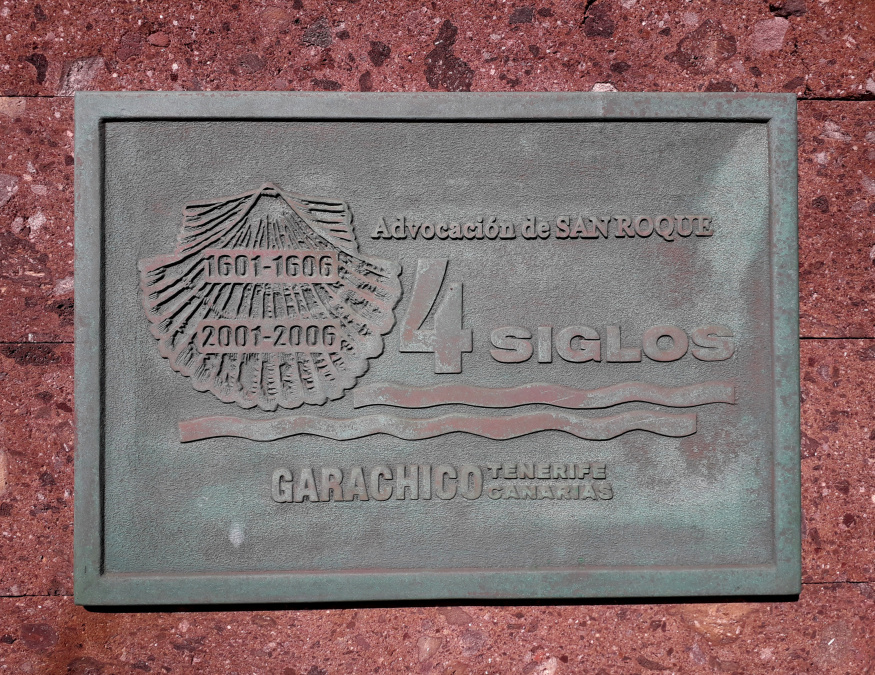 1601-1606
2001-2006
Advocación de SAN ROQUE
4 SIGLOS
GARACHICO TENERIFE
CANARIAS